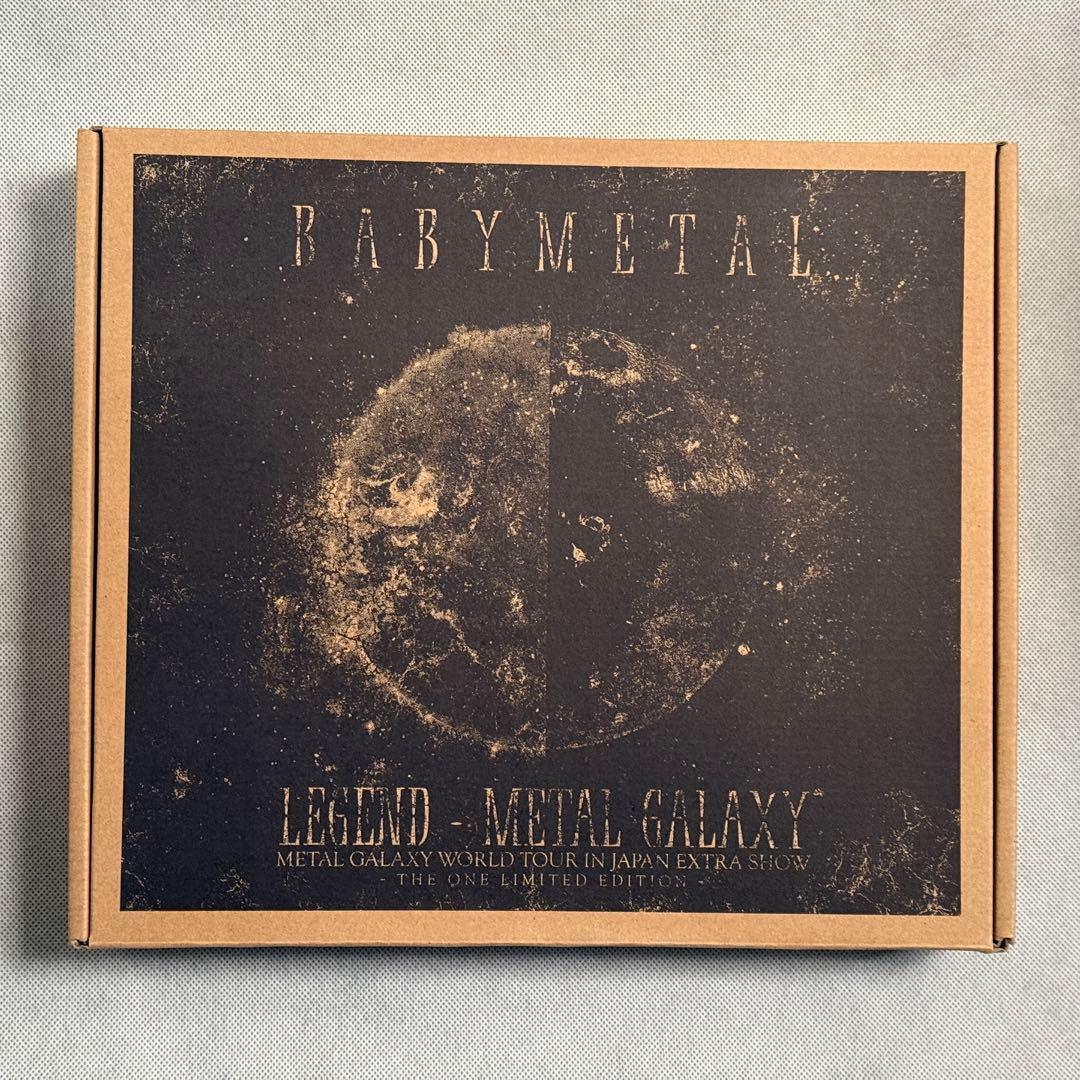 BABYMETAL
LEGEND - METAL GALAXY
METAL GALAXY WORLD TOUR IN JAPAN EXTRA SHOW
- THE ONE LIMITED EDITION -